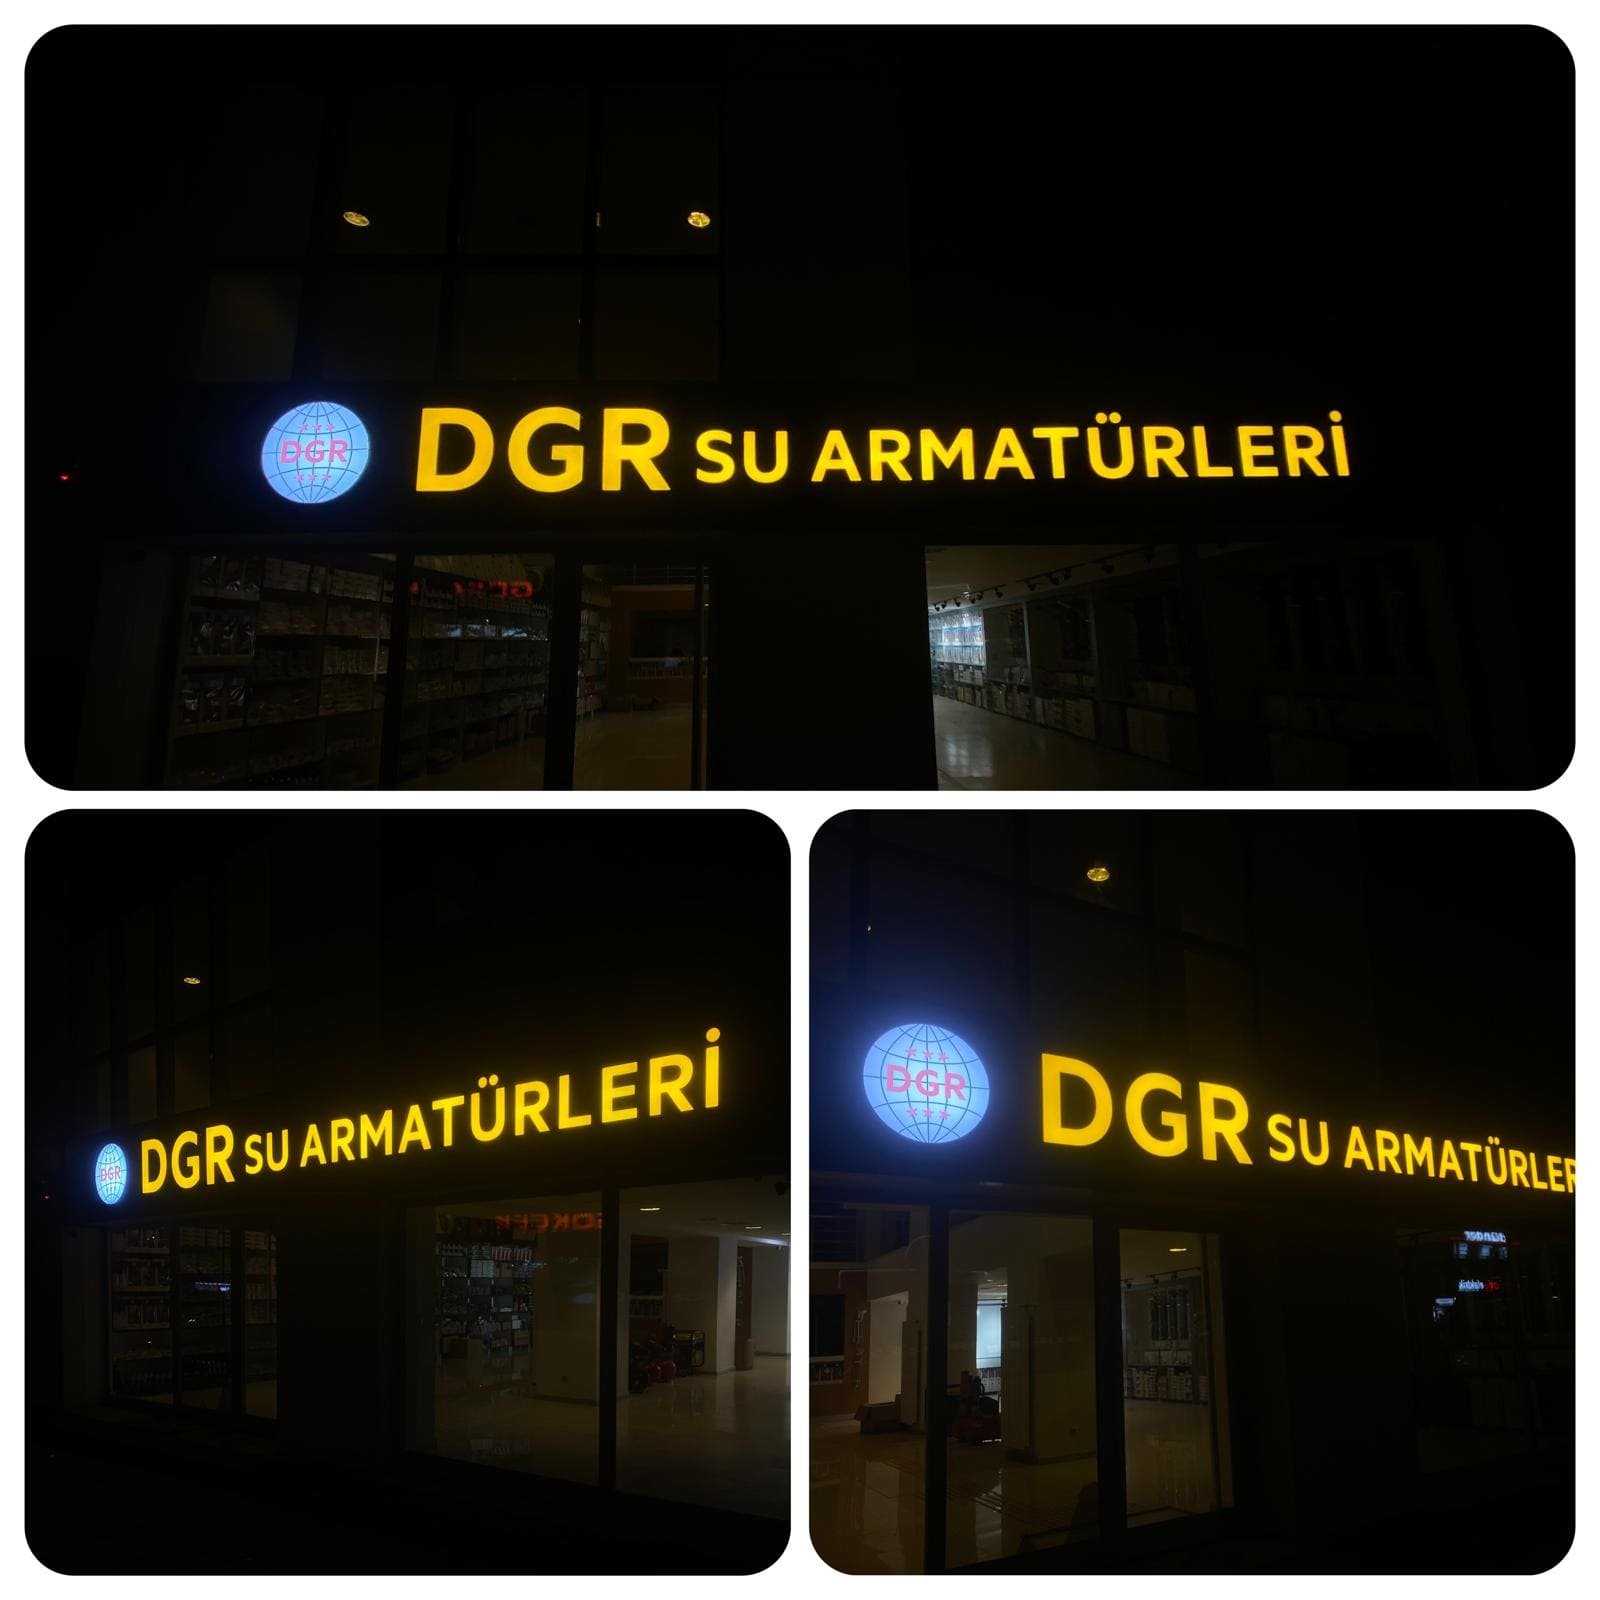 DGR
★ ★ ★
DGR SU ARMATÜRLERİ
DGR
DGR SU ARMATÜRLERİ
DGR
DGR SU ARMATÜRLER